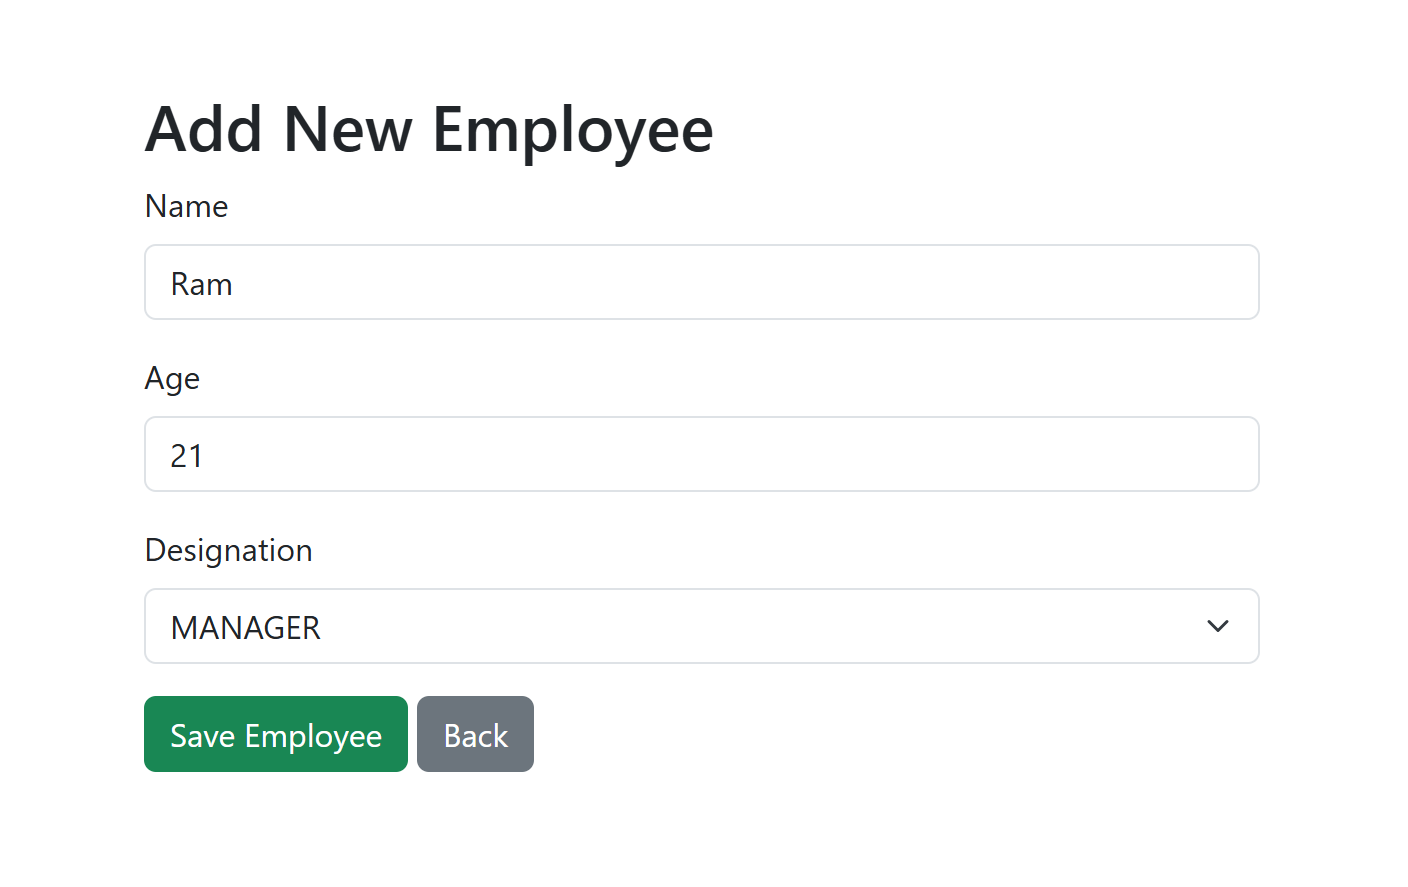 Add New Employee
Name
Ram
Age
21
Designation
MANAGER
Save Employee Back